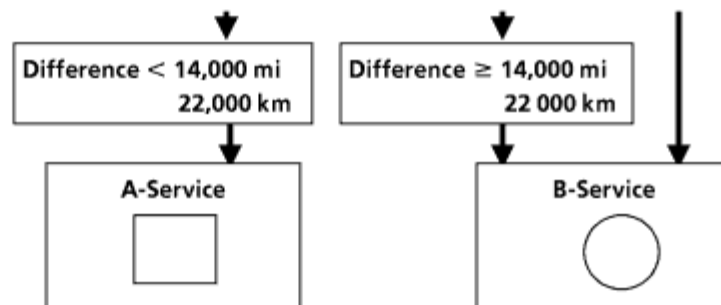 Difference < 14,000 mi
22,000 km
Difference ≥ 14,000 mi
22 000 km
A-Service
B-Service